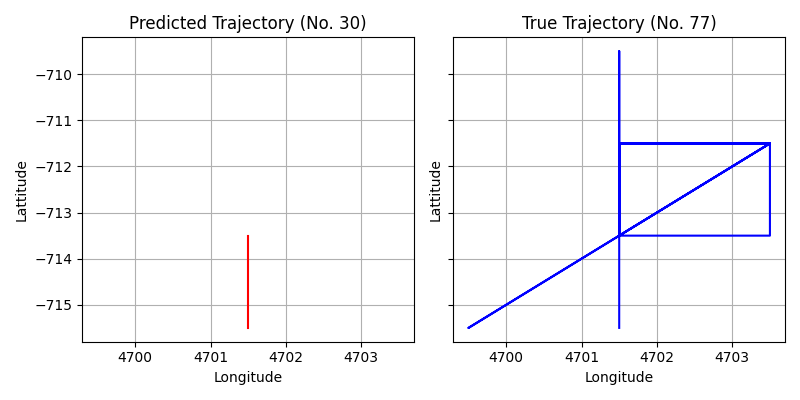 Predicted Trajectory (No. 30)
−710
−711
−712
−713
−714
−715
Lattitude
4700 4701 4702 4703
Longitude
True Trajectory (No. 77)
Lattitude
4700 4701 4702 4703
Longitude